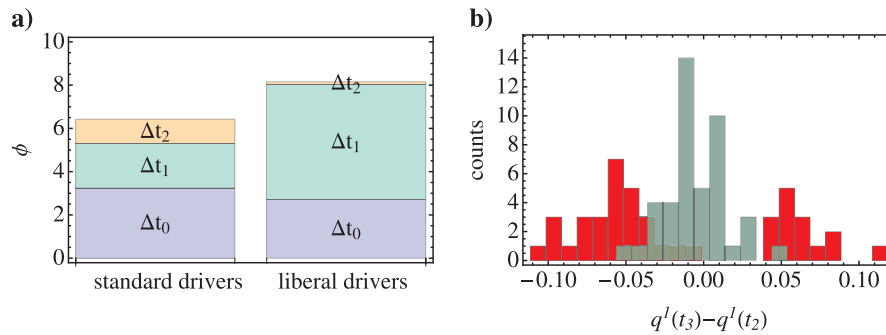 a)
10
8
6
4
2
0
ϕ
Δt₂
Δt₁
Δt₀
Δt₂
Δt₁
Δt₀
standard drivers
liberal drivers
b)
14
12
10
8
6
4
2
0
counts
−0.10
−0.05
0.00
0.05
0.10
q¹(t₃)−q¹(t₂)